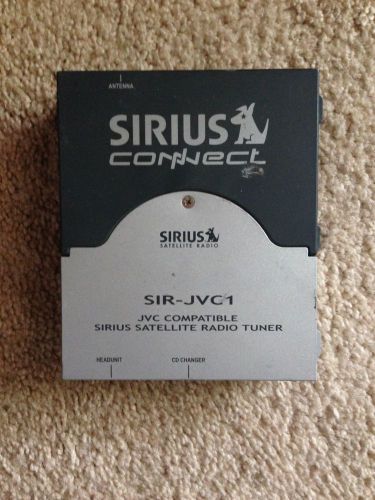 ANTENNA
SIRIUS
connect
SIRIUS
SATELLITE RADIO
SIR-JVC1
JVC COMPATIBLE
SIRIUS SATELLITE RADIO TUNER
HEADUNIT CD CHANGER